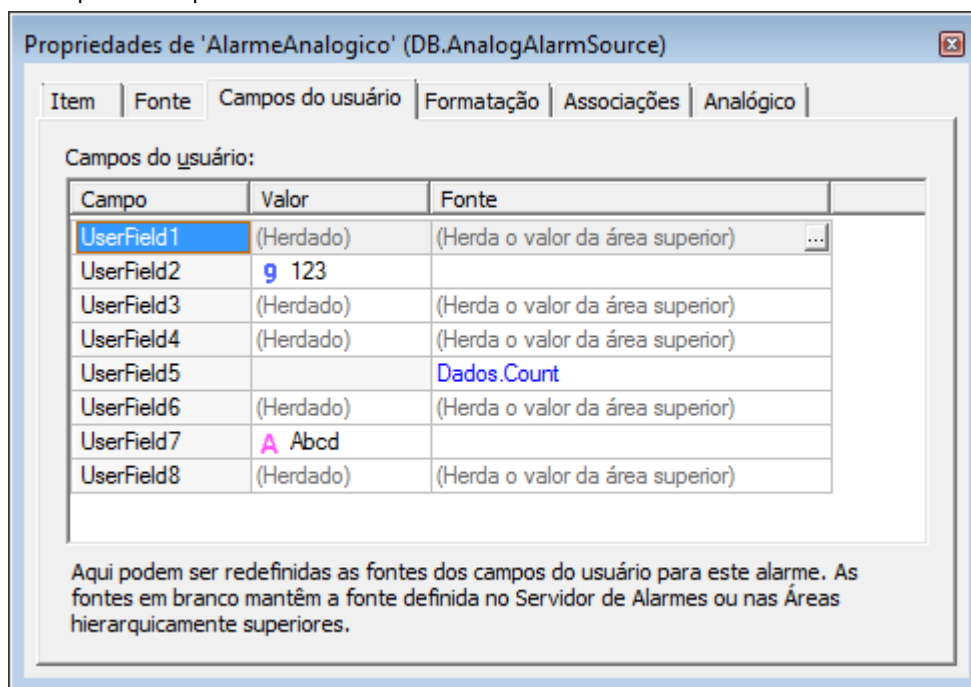 Propriedades de 'AlarmeAnalogico' (DB.AnalogAlarmSource)
Item Fonte Campos do usuário Formatação Associações Analógico
Campos do usuário:
Campo Valor Fonte
UserField1 (Herdado) (Herda o valor da área superior) ...
UserField2 9 123
UserField3 (Herdado) (Herda o valor da área superior)
UserField4 (Herdado) (Herda o valor da área superior)
UserField5 Dados.Count
UserField6 (Herdado) (Herda o valor da área superior)
UserField7 A Abcd
UserField8 (Herdado) (Herda o valor da área superior)
Aqui podem ser redefinidas as fontes dos campos do usuário para este alarme. As
fontes em branco mantêm a fonte definida no Servidor de Alarmes ou nas Áreas
hierarquicamente superiores.